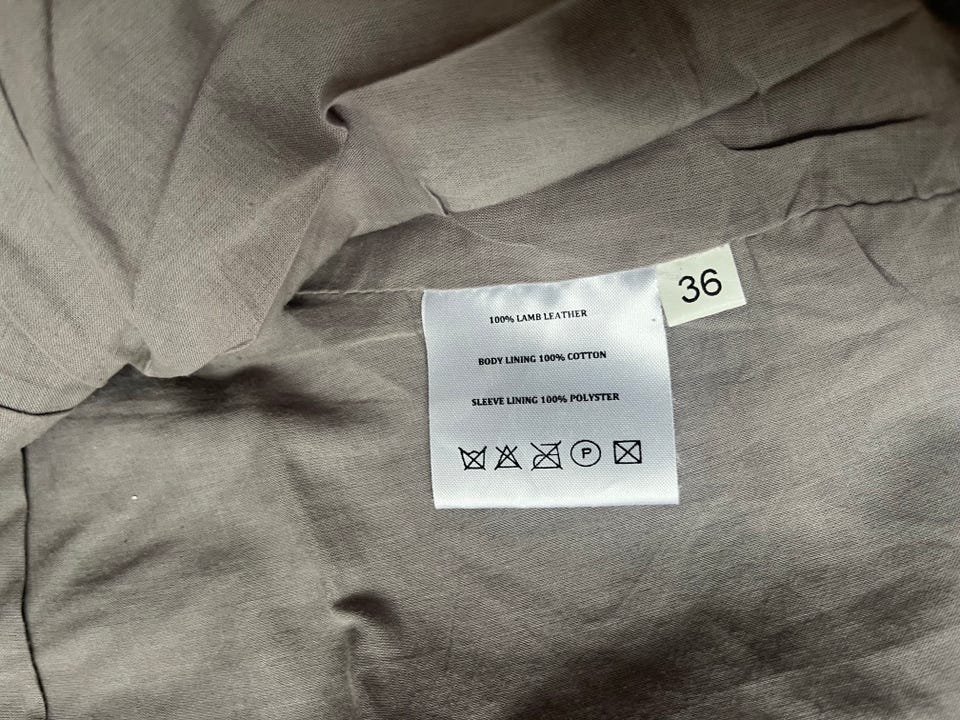 36
100% LAMB LEATHER
BODY LINING 100% COTTON
SLEEVE LINING 100% POLYSTER
P